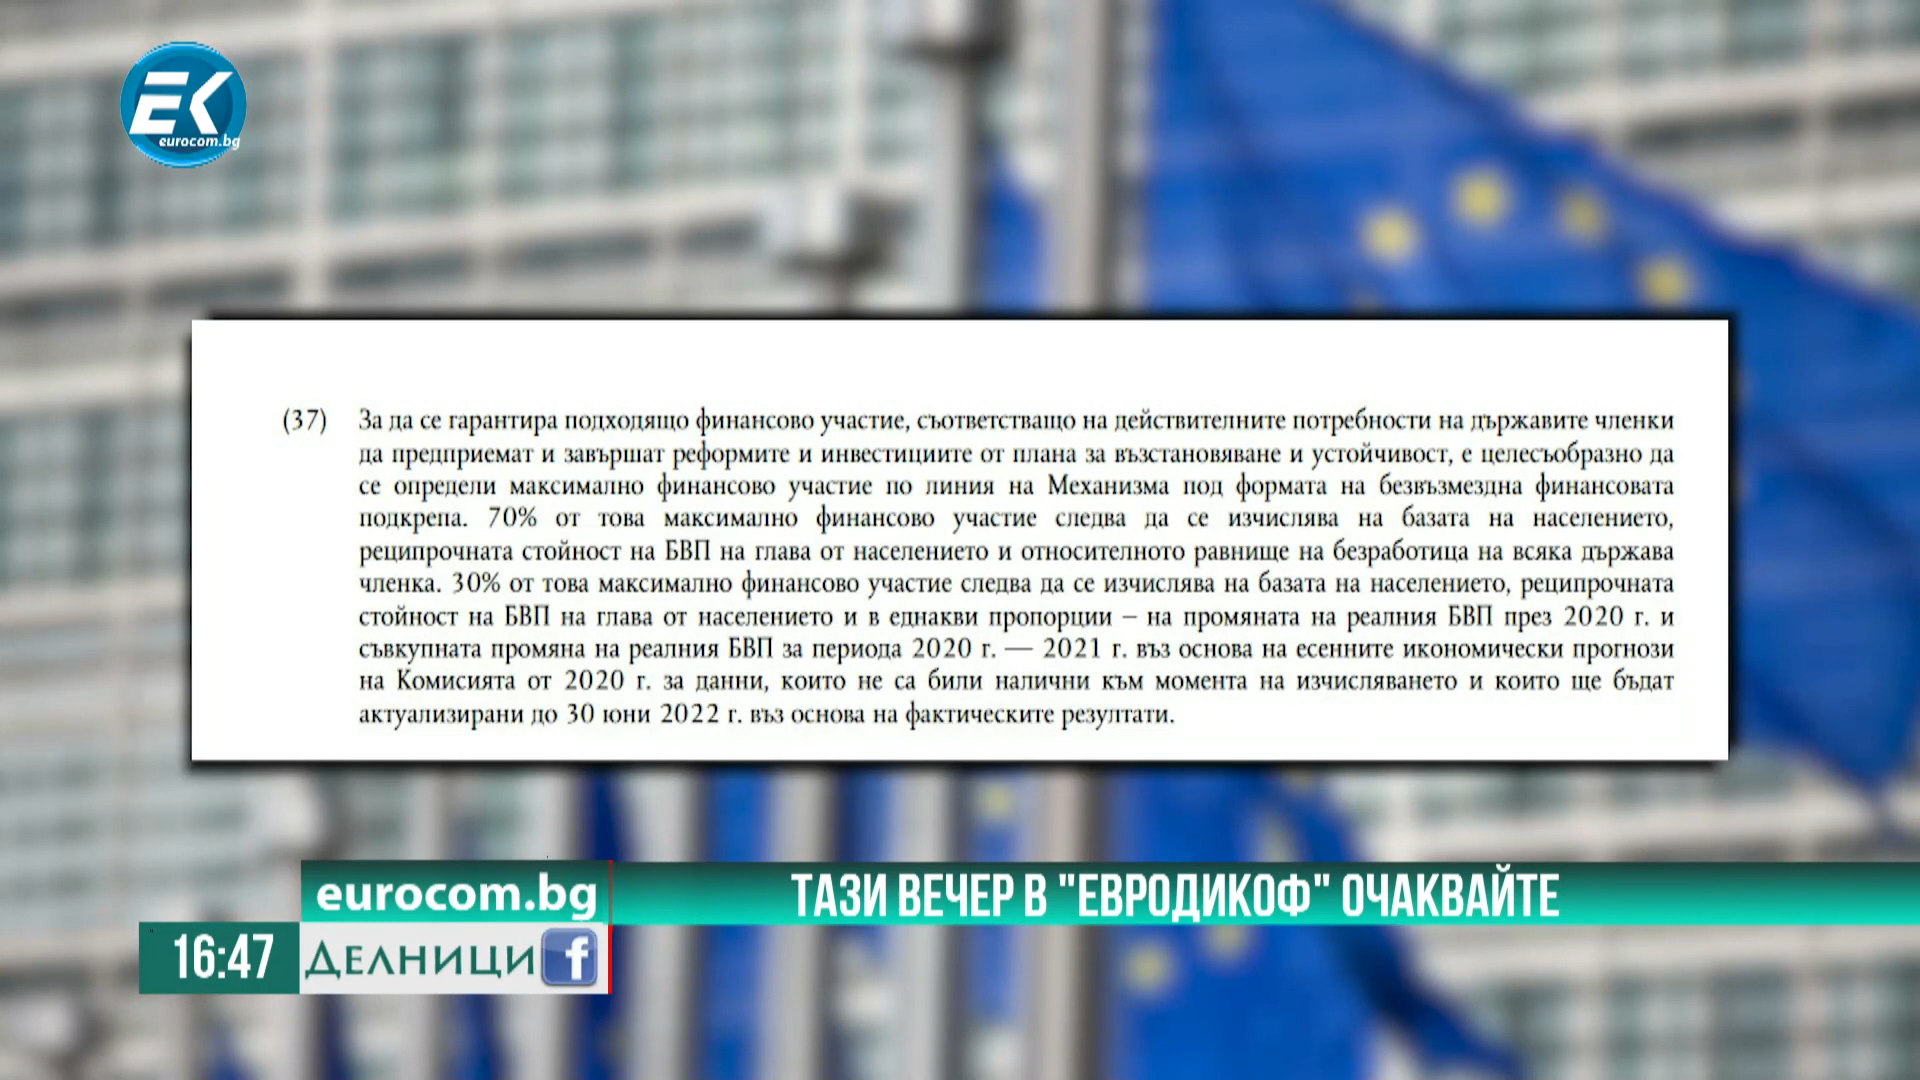 EK
eurocom.bg
(37) За да се гарантира подходящо финансово участие, съответстващо на действителните потребности на държавите членки
да предприемат и завършат реформите и инвестициите от плана за възстановяване и устойчивост, е целесъобразно да
се определи максимално финансово участие по линия на Механизма под формата на безвъзмездна финансовата
подкрепа. 70% от това максимално финансово участие следва да се изчислява на базата на населението,
реципрочната стойност на БВП на глава от населението и относителното равнище на безработица на всяка държава
членка. 30% от това максимално финансово участие следва да се изчислява на базата на населението, реципрочната
стойност на БВП на глава от населението и в еднакви пропорции – на промяната на реалния БВП през 2020 г. и
съвкупната промяна на реалния БВП за периода 2020 г. — 2021 г. въз основа на есенните икономически прогнози
на Комисията от 2020 г. за данни, които не са били налични към момента на изчисляването и които ще бъдат
актуализирани до 30 юни 2022 г. въз основа на фактическите резултати.
eurocom.bg
ТАЗИ ВЕЧЕР В "ЕВРОДИКОФ" ОЧАКВАЙТЕ
16:47
ДЕЛНИЦИ f